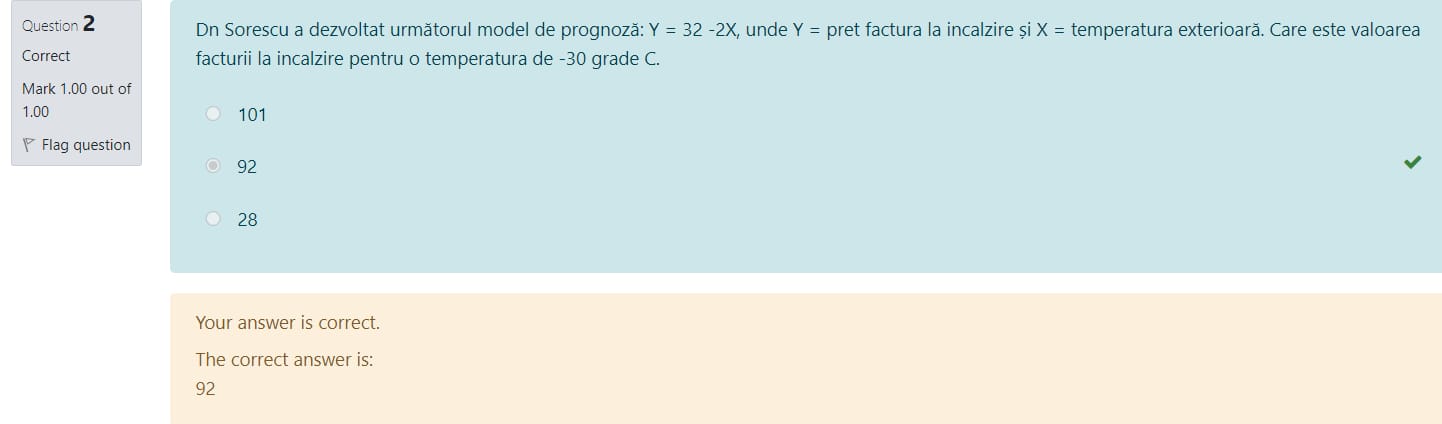 Question 2
Correct
Mark 1.00 out of
1.00
Flag question
Dn Sorescu a dezvoltat următorul model de prognoză: Y = 32 -2X, unde Y = pret factura la incalzire și X = temperatura exterioară. Care este valoarea
facturii la incalzire pentru o temperatura de -30 grade C.
101
92
28
Your answer is correct.
The correct answer is:
92